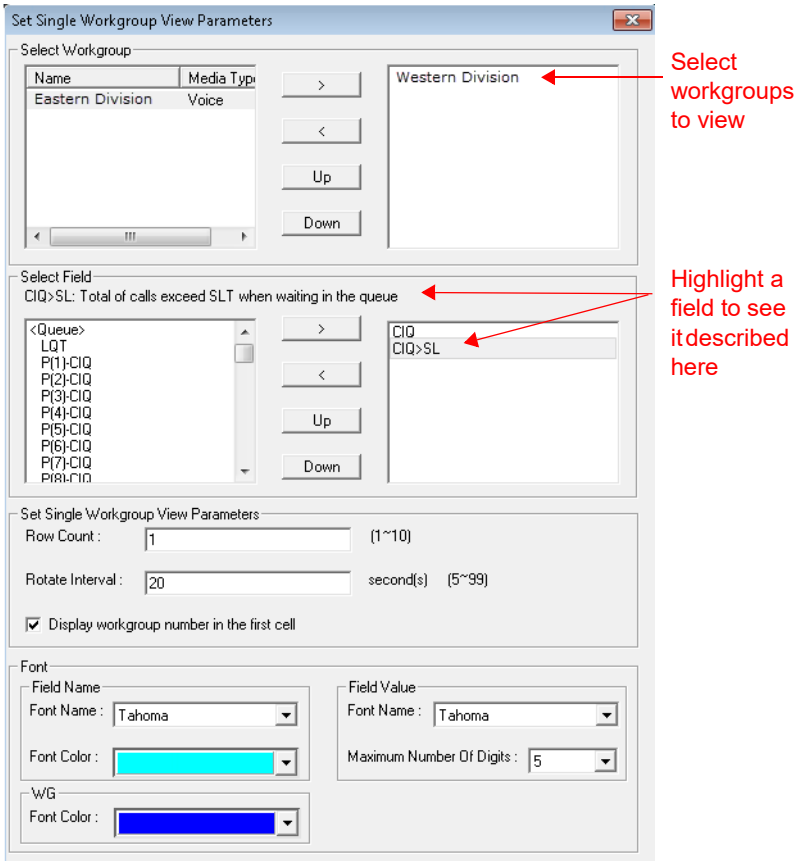 Set Single Workgroup View Parameters
Select Workgroup
Name Media Typ
Eastern Division Voice
>
<
Up
Down
Western Division
Select
workgroups
to view
Select Field
CIQ>SL: Total of calls exceed SLT when waiting in the queue
<Queue>
LQT
P(1)-CIQ
P(2)-CIQ
P(3)-CIQ
P(4)-CIQ
P(5)-CIQ
P(6)-CIQ
P(7)-CIQ
P(8)-CIQ
>
<
Up
Down
CIQ
CIQ>SL
Highlight a
field to see
it described
here
Set Single Workgroup View Parameters
Row Count : 1 (1~10)
Rotate Interval : 20 second(s) (5~99)
Display workgroup number in the first cell
Font
Field Name
Font Name : Tahoma
Font Color :
Field Value
Font Name : Tahoma
Maximum Number Of Digits : 5
WG
Font Color :